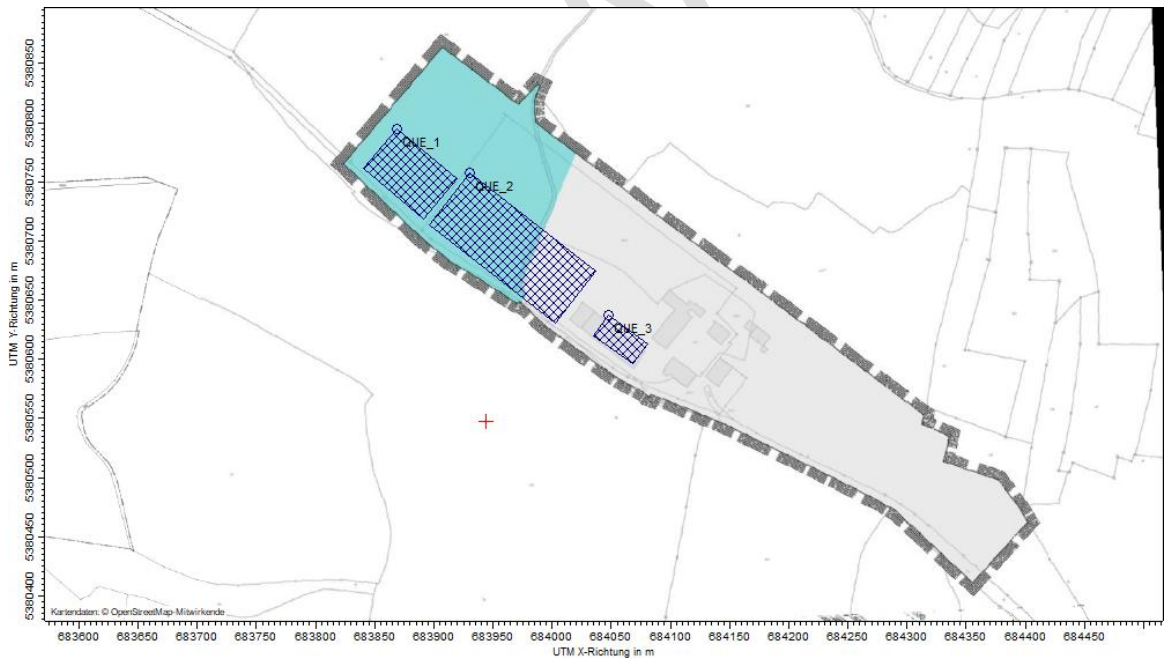 5380850
5380800
5380750
5380700
5380650
5380600
5380550
5380500
5380450
5380400
UTM Y-Richtung in m
QUE_1
QUE_2
QUE_3
Kartendaten: © OpenStreetMap-Mitwirkende
683600 683650 683700 683750 683800 683850 683900 683950 684000 684050 684100 684150 684200 684250 684300 684350 684400 684450
UTM X-Richtung in m